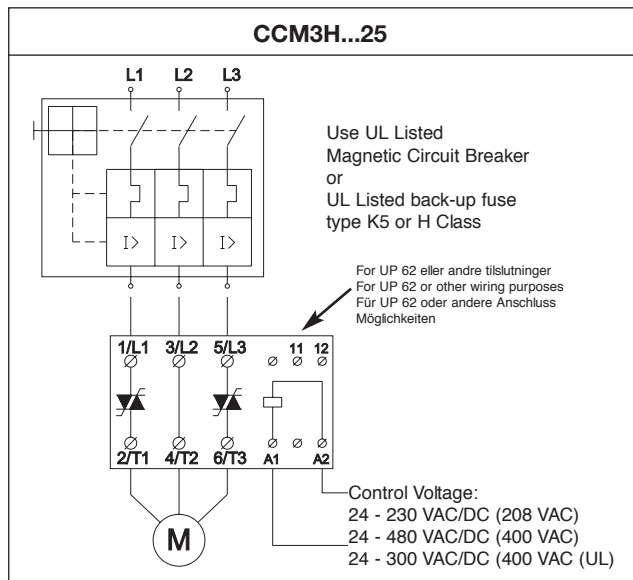 CCM3H...25
L1 L2 L3
Use UL Listed
Magnetic Circuit Breaker
or
UL Listed back-up fuse
type K5 or H Class
I> I> I>
For UP 62 eller andre tilslutninger
For UP 62 or other wiring purposes
Für UP 62 oder andere Anschluss
Möglichkeiten
1/L1 3/L2 5/L3 11 12
2/T1 4/T2 6/T3 A1 A2
M
Control Voltage:
24 - 230 VAC/DC (208 VAC)
24 - 480 VAC/DC (400 VAC)
24 - 300 VAC/DC (400 VAC (UL)